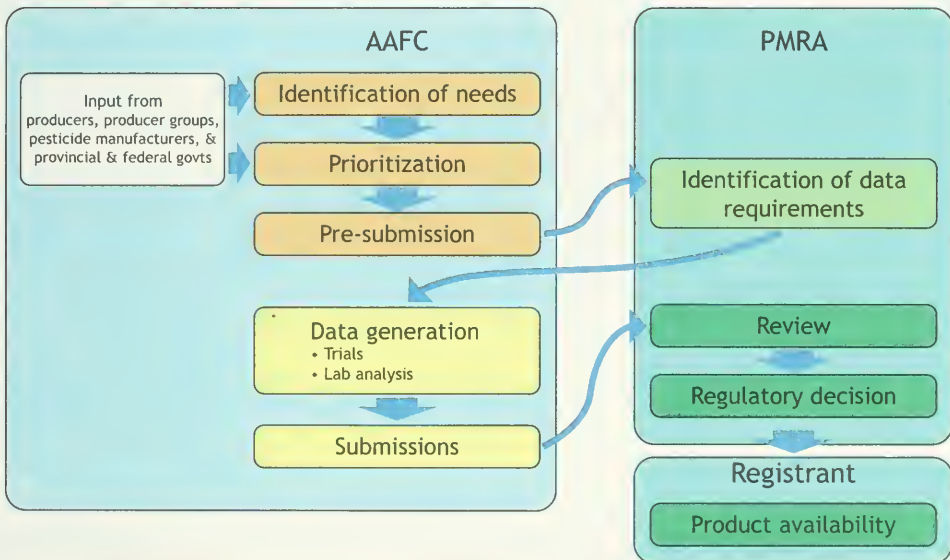 AAFC
Input from
producers, producer groups,
pesticide manufacturers, &
provincial & federal govts
Identification of needs
Prioritization
Pre-submission
Data generation
• Trials
• Lab analysis
Submissions
PMRA
Identification of data
requirements
Review
Regulatory decision
Registrant
Product availability